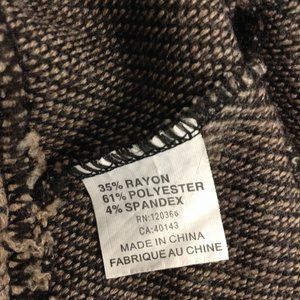 35% RAYON
61% POLYESTER
4% SPANDEX
RN:120366
CA:40143
MADE IN CHINA
FABRIQUE AU CHINE